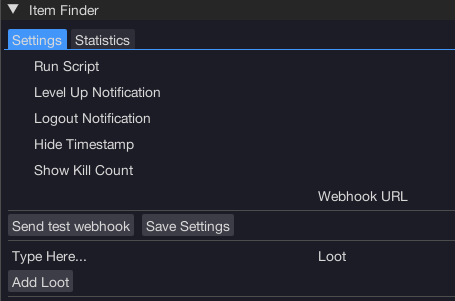 Item Finder
Settings Statistics
Run Script
Level Up Notification
Logout Notification
Hide Timestamp
Show Kill Count
Webhook URL
Send test webhook Save Settings
Type Here... Loot
Add Loot